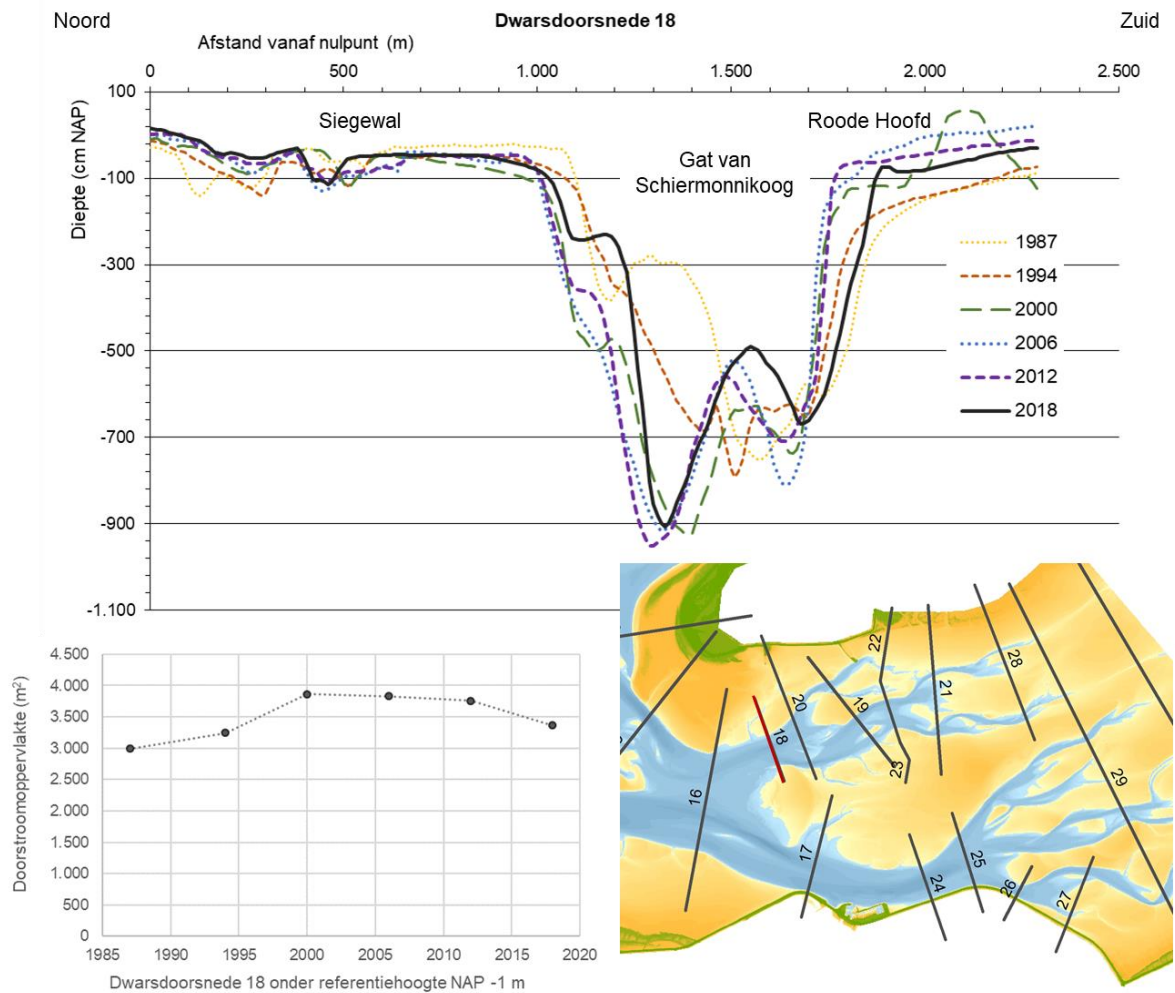 Noord
Dwarsdoorsnede 18
Zuid
Afstand vanaf nulpunt (m)
0 500 1.000 1.500 2.000 2.500
Diepte (cm NAP)
100
-100
-300
-500
-700
-900
-1.100
Siegewal
Roode Hoofd
Gat van
Schiermonnikoog
1987
1994
2000
2006
2012
2018
Doorstroomoppervlakte (m²)
4.500
4.000
3.500
3.000
2.500
2.000
1.500
1.000
500
0
1985 1990 1995 2000 2005 2010 2015 2020
Dwarsdoorsnede 18 onder referentiehoogte NAP -1 m
22
28
20
19
21
18
23
29
16
17
24
25
26
27